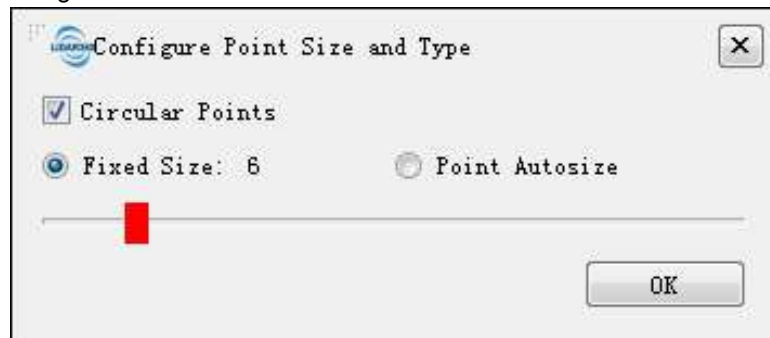 Configure Point Size and Type
Circular Points
Fixed Size: 6 Point Autosize
OK